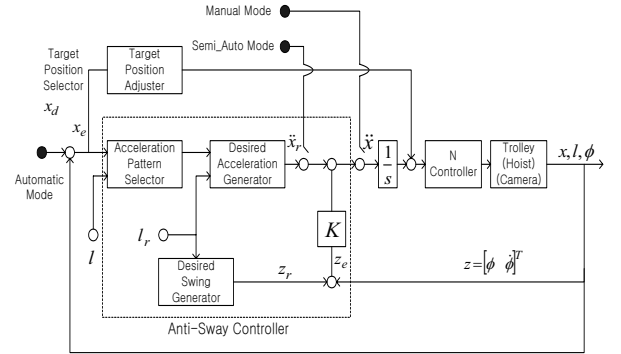 Manual Mode
Semi_Auto Mode
Target
Position
Selector
Target
Position
Adjuster
x_d
x_e
Automatic
Mode
Acceleration
Pattern
Selector
Desired
Acceleration
Generator
ẍ_r
ẍ
1
s
N
Controller
Trolley
(Hoist)
(Camera)
x, l, ϕ
l
l_r
K
Desired
Swing
Generator
z_r
z_e
z = [ϕ ϕ̇]^T
Anti-Sway Controller